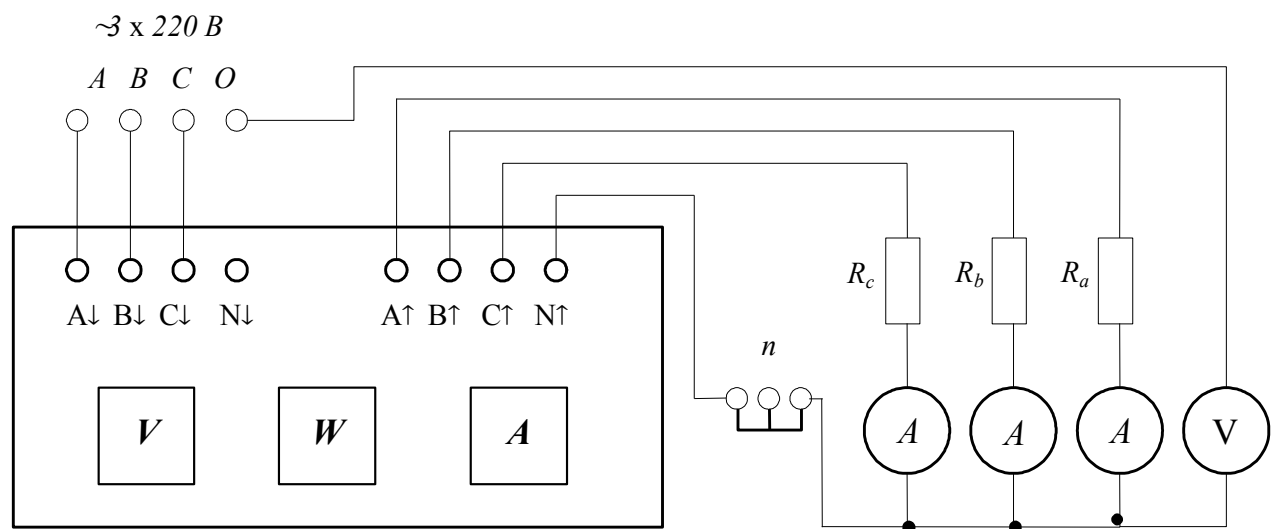 ~3 x 220 В
A B C O
A↓ B↓ C↓ N↓ A↑ B↑ C↑ N↑
R_c R_b R_a
n
V W A
A A A V